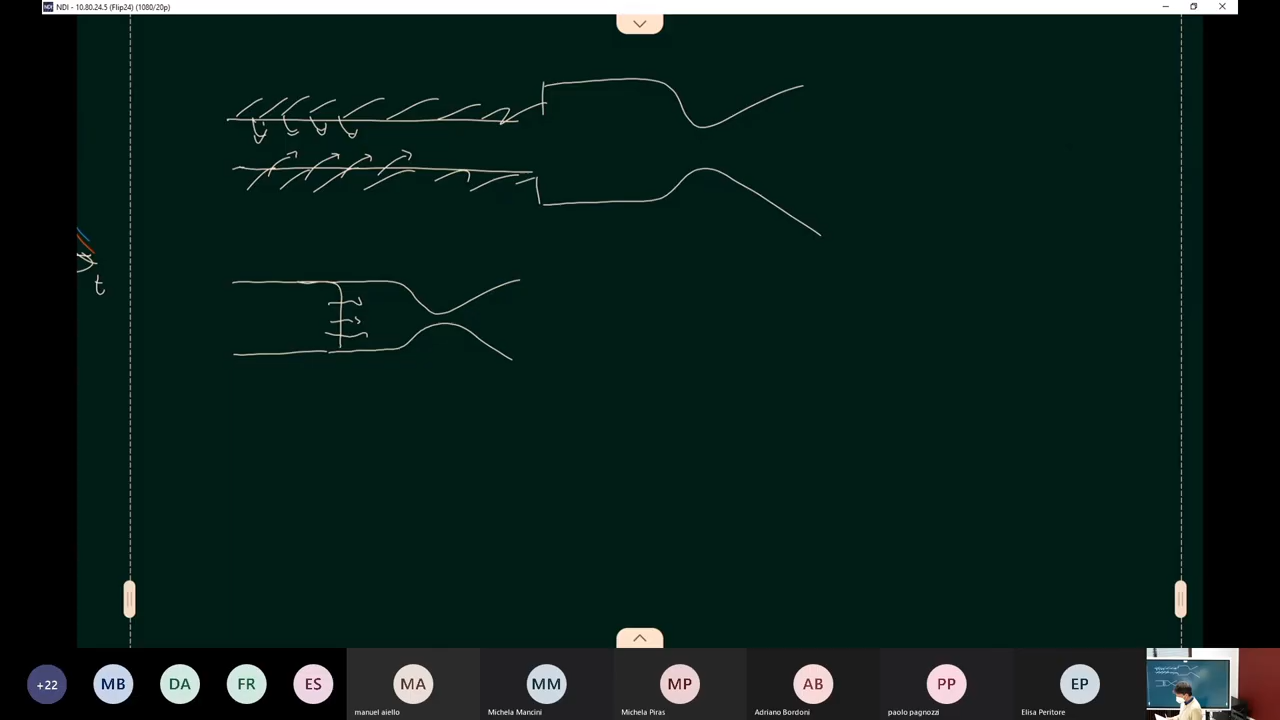 NDI - 10.80.24.5 (Flip24) (1080/20p)
t
+22
MB
DA
FR
ES
MA
MM
MP
AB
PP
EP
manuel aiello
Michela Mancini
Michela Piras
Adriano Bordoni
paolo pagnozzi
Elisa Peritore